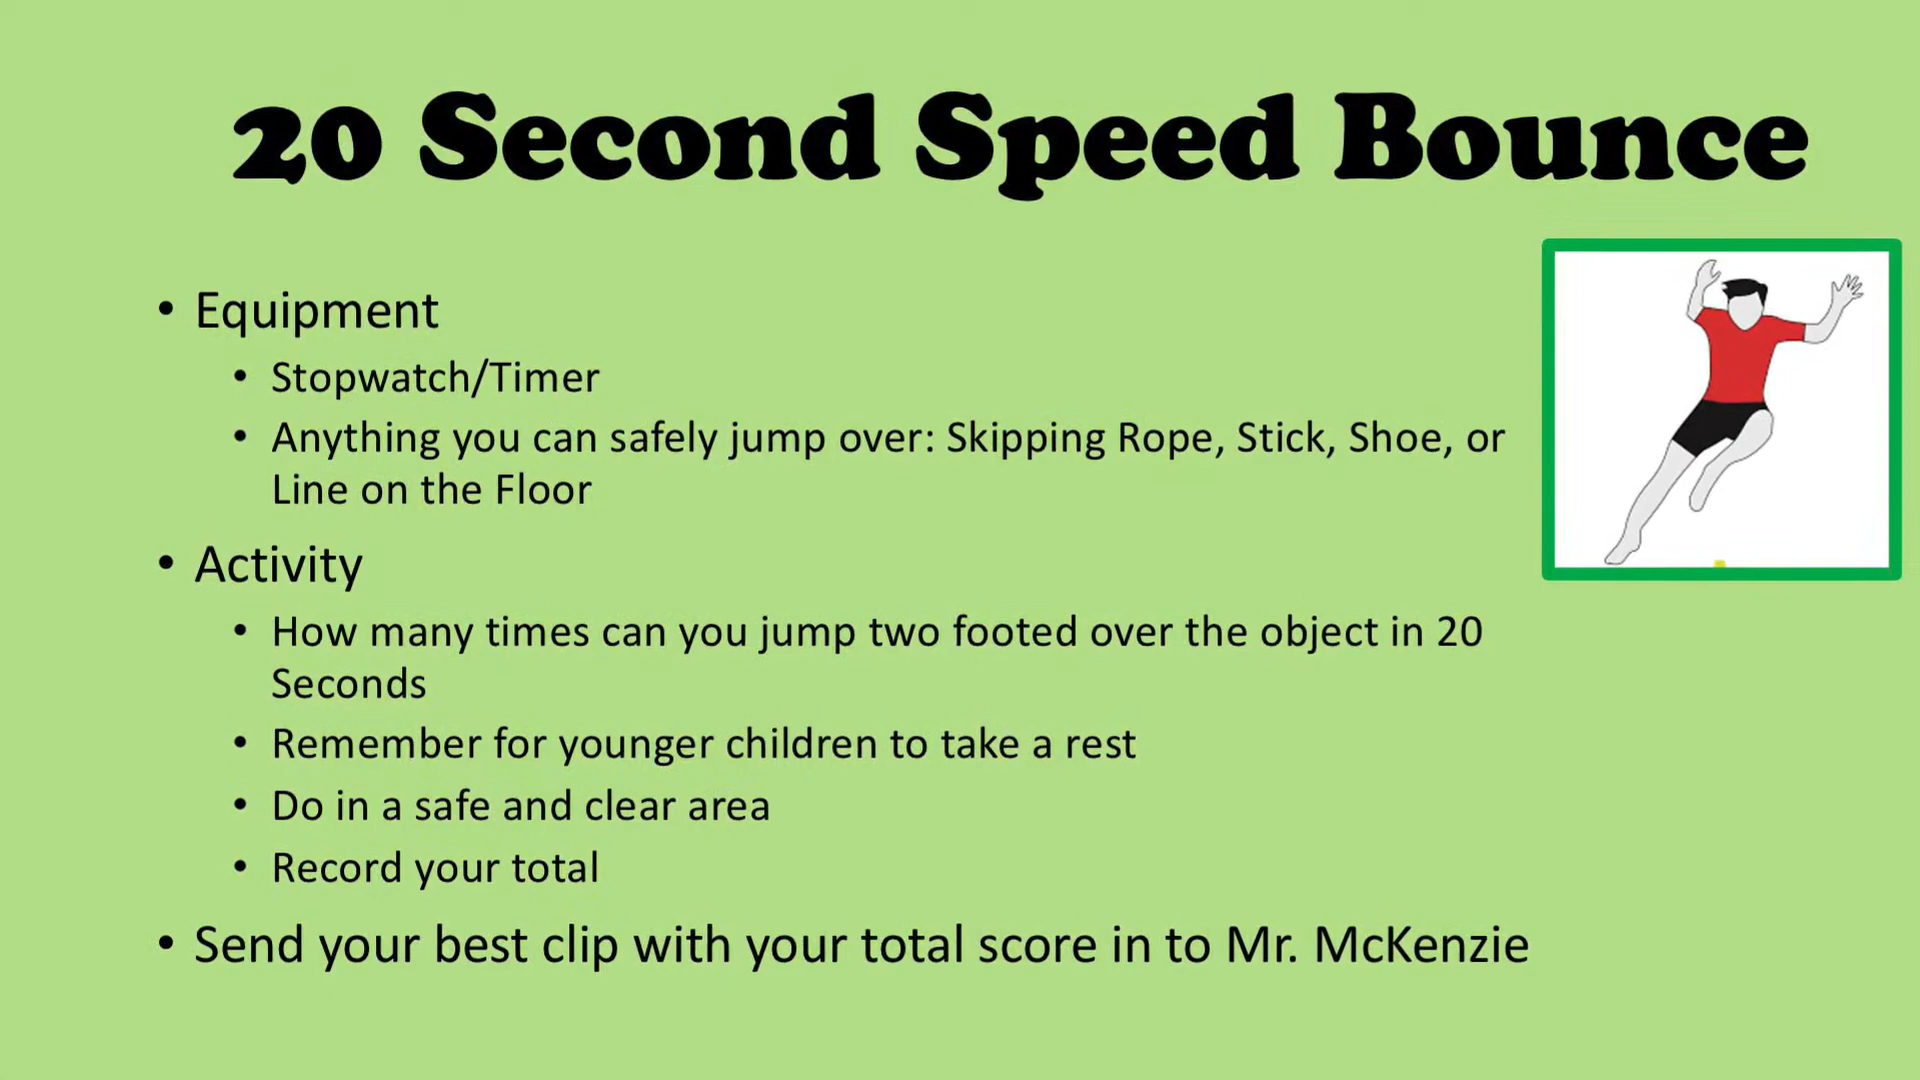 20 Second Speed Bounce
• Equipment
• Stopwatch/Timer
• Anything you can safely jump over: Skipping Rope, Stick, Shoe, or
Line on the Floor
• Activity
• How many times can you jump two footed over the object in 20
Seconds
• Remember for younger children to take a rest
• Do in a safe and clear area
• Record your total
• Send your best clip with your total score in to Mr. McKenzie